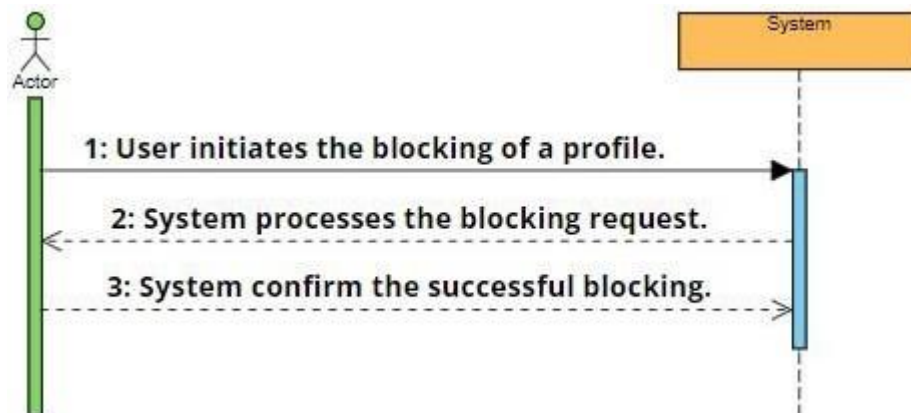 System
Actor
1: User initiates the blocking of a profile.
2: System processes the blocking request.
3: System confirm the successful blocking.